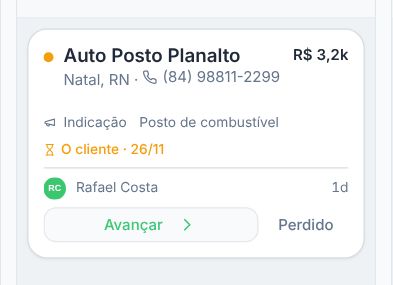 Auto Posto Planalto R$ 3,2k
Natal, RN · (84) 98811-2299
Indicação Posto de combustível
O cliente · 26/11
RC Rafael Costa 1d
Avançar Perdido